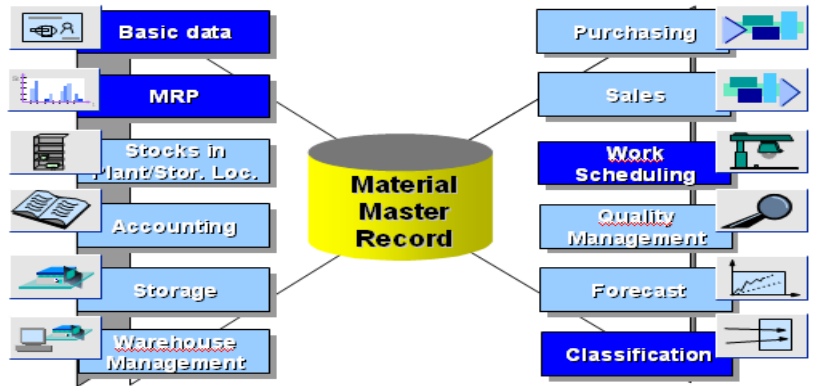 Basic data
MRP
Stocks in
Plant/Stor. Loc.
Accounting
Storage
Warehouse
Management
Material
Master
Record
Purchasing
Sales
Work
Scheduling
Quality
Management
Forecast
Classification